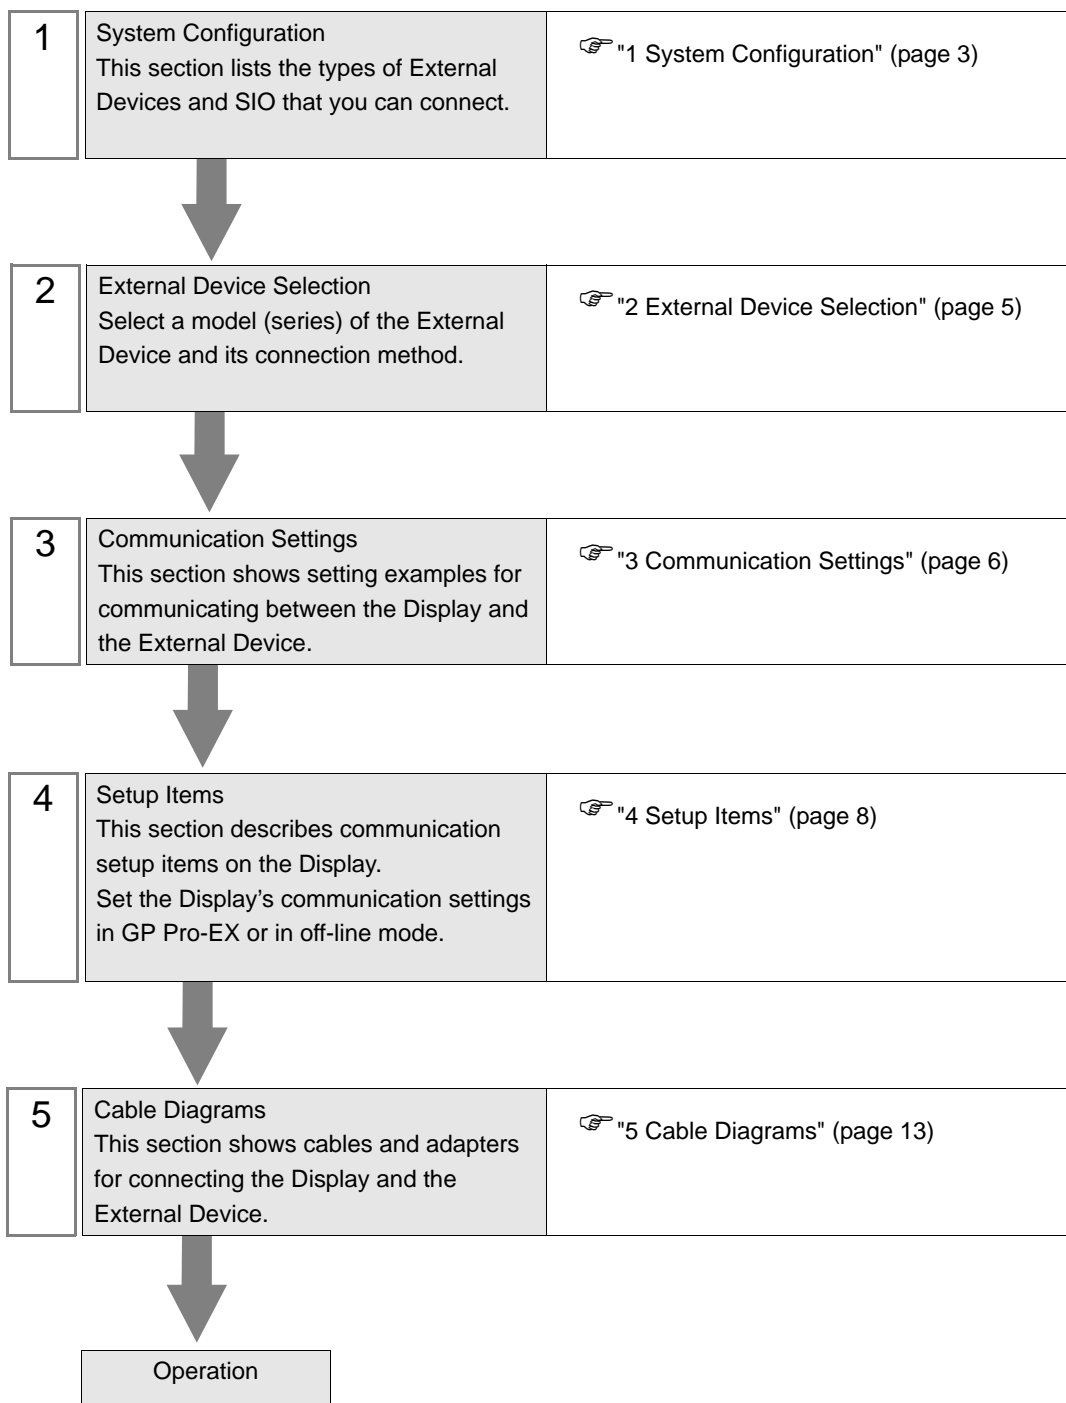 1
System Configuration
This section lists the types of External
Devices and SIO that you can connect.
"1 System Configuration" (page 3)
2
External Device Selection
Select a model (series) of the External
Device and its connection method.
"2 External Device Selection" (page 5)
3
Communication Settings
This section shows setting examples for
communicating between the Display and
the External Device.
"3 Communication Settings" (page 6)
4
Setup Items
This section describes communication
setup items on the Display.
Set the Display’s communication settings
in GP Pro-EX or in off-line mode.
"4 Setup Items" (page 8)
5
Cable Diagrams
This section shows cables and adapters
for connecting the Display and the
External Device.
"5 Cable Diagrams" (page 13)
Operation